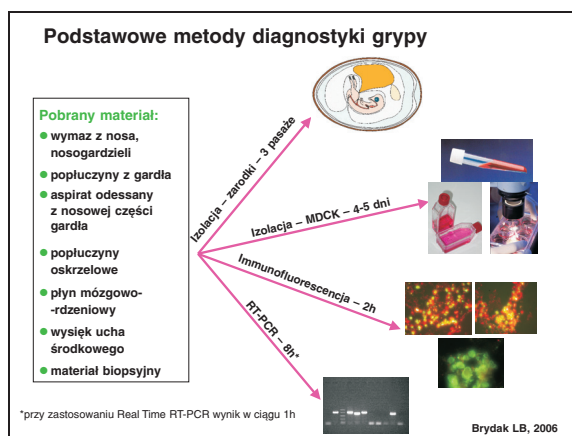 Podstawowe metody diagnostyki grypy
Pobrany materiał:
wymaz z nosa,
nosogardzieli
popłuczyny z gardła
aspirat odessany
z nosowej części
gardła
popłuczyny
oskrzelowe
płyn mózgowo-
-rdzeniowy
wysięk ucha
środkowego
materiał biopsyjny
Izolacja – zarodki – 3 pasaże
Izolacja – MDCK – 4-5 dni
Immunofluorescencja – 2h
RT-PCR – 8h*
*przy zastosowaniu Real Time RT-PCR wynik w ciągu 1h
Brydak LB, 2006